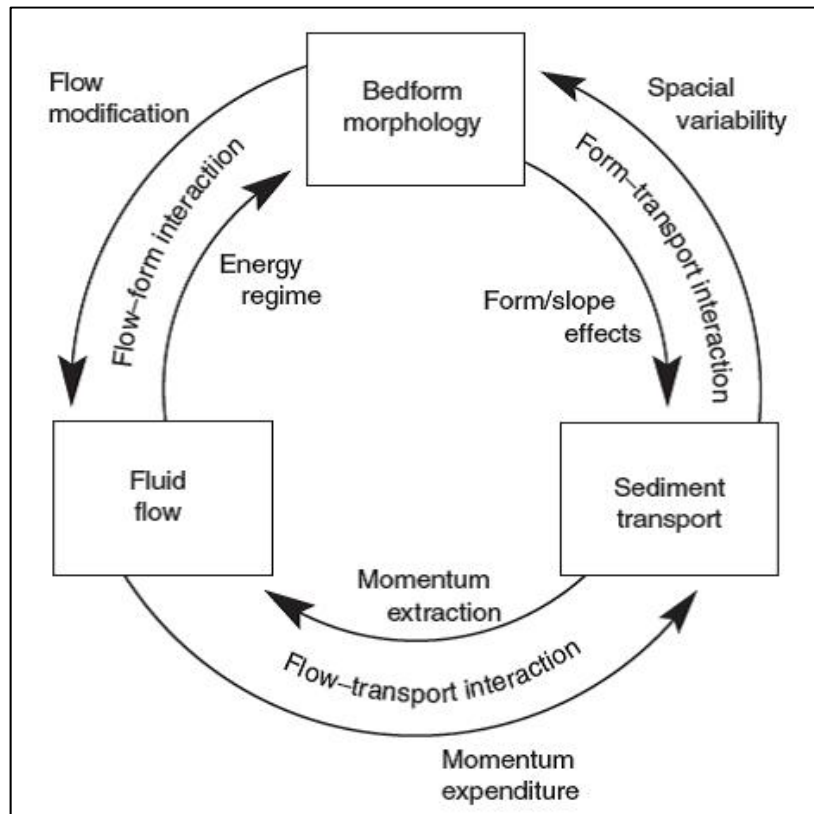 Flow
modification
Bedform
morphology
Spacial
variability
Flow–form interactiion
Form–transport interaction
Energy
regime
Form/slope
effects
Fluid
flow
Sediment
transport
Momentum
extraction
Flow–transport interaction
Momentum
expenditure